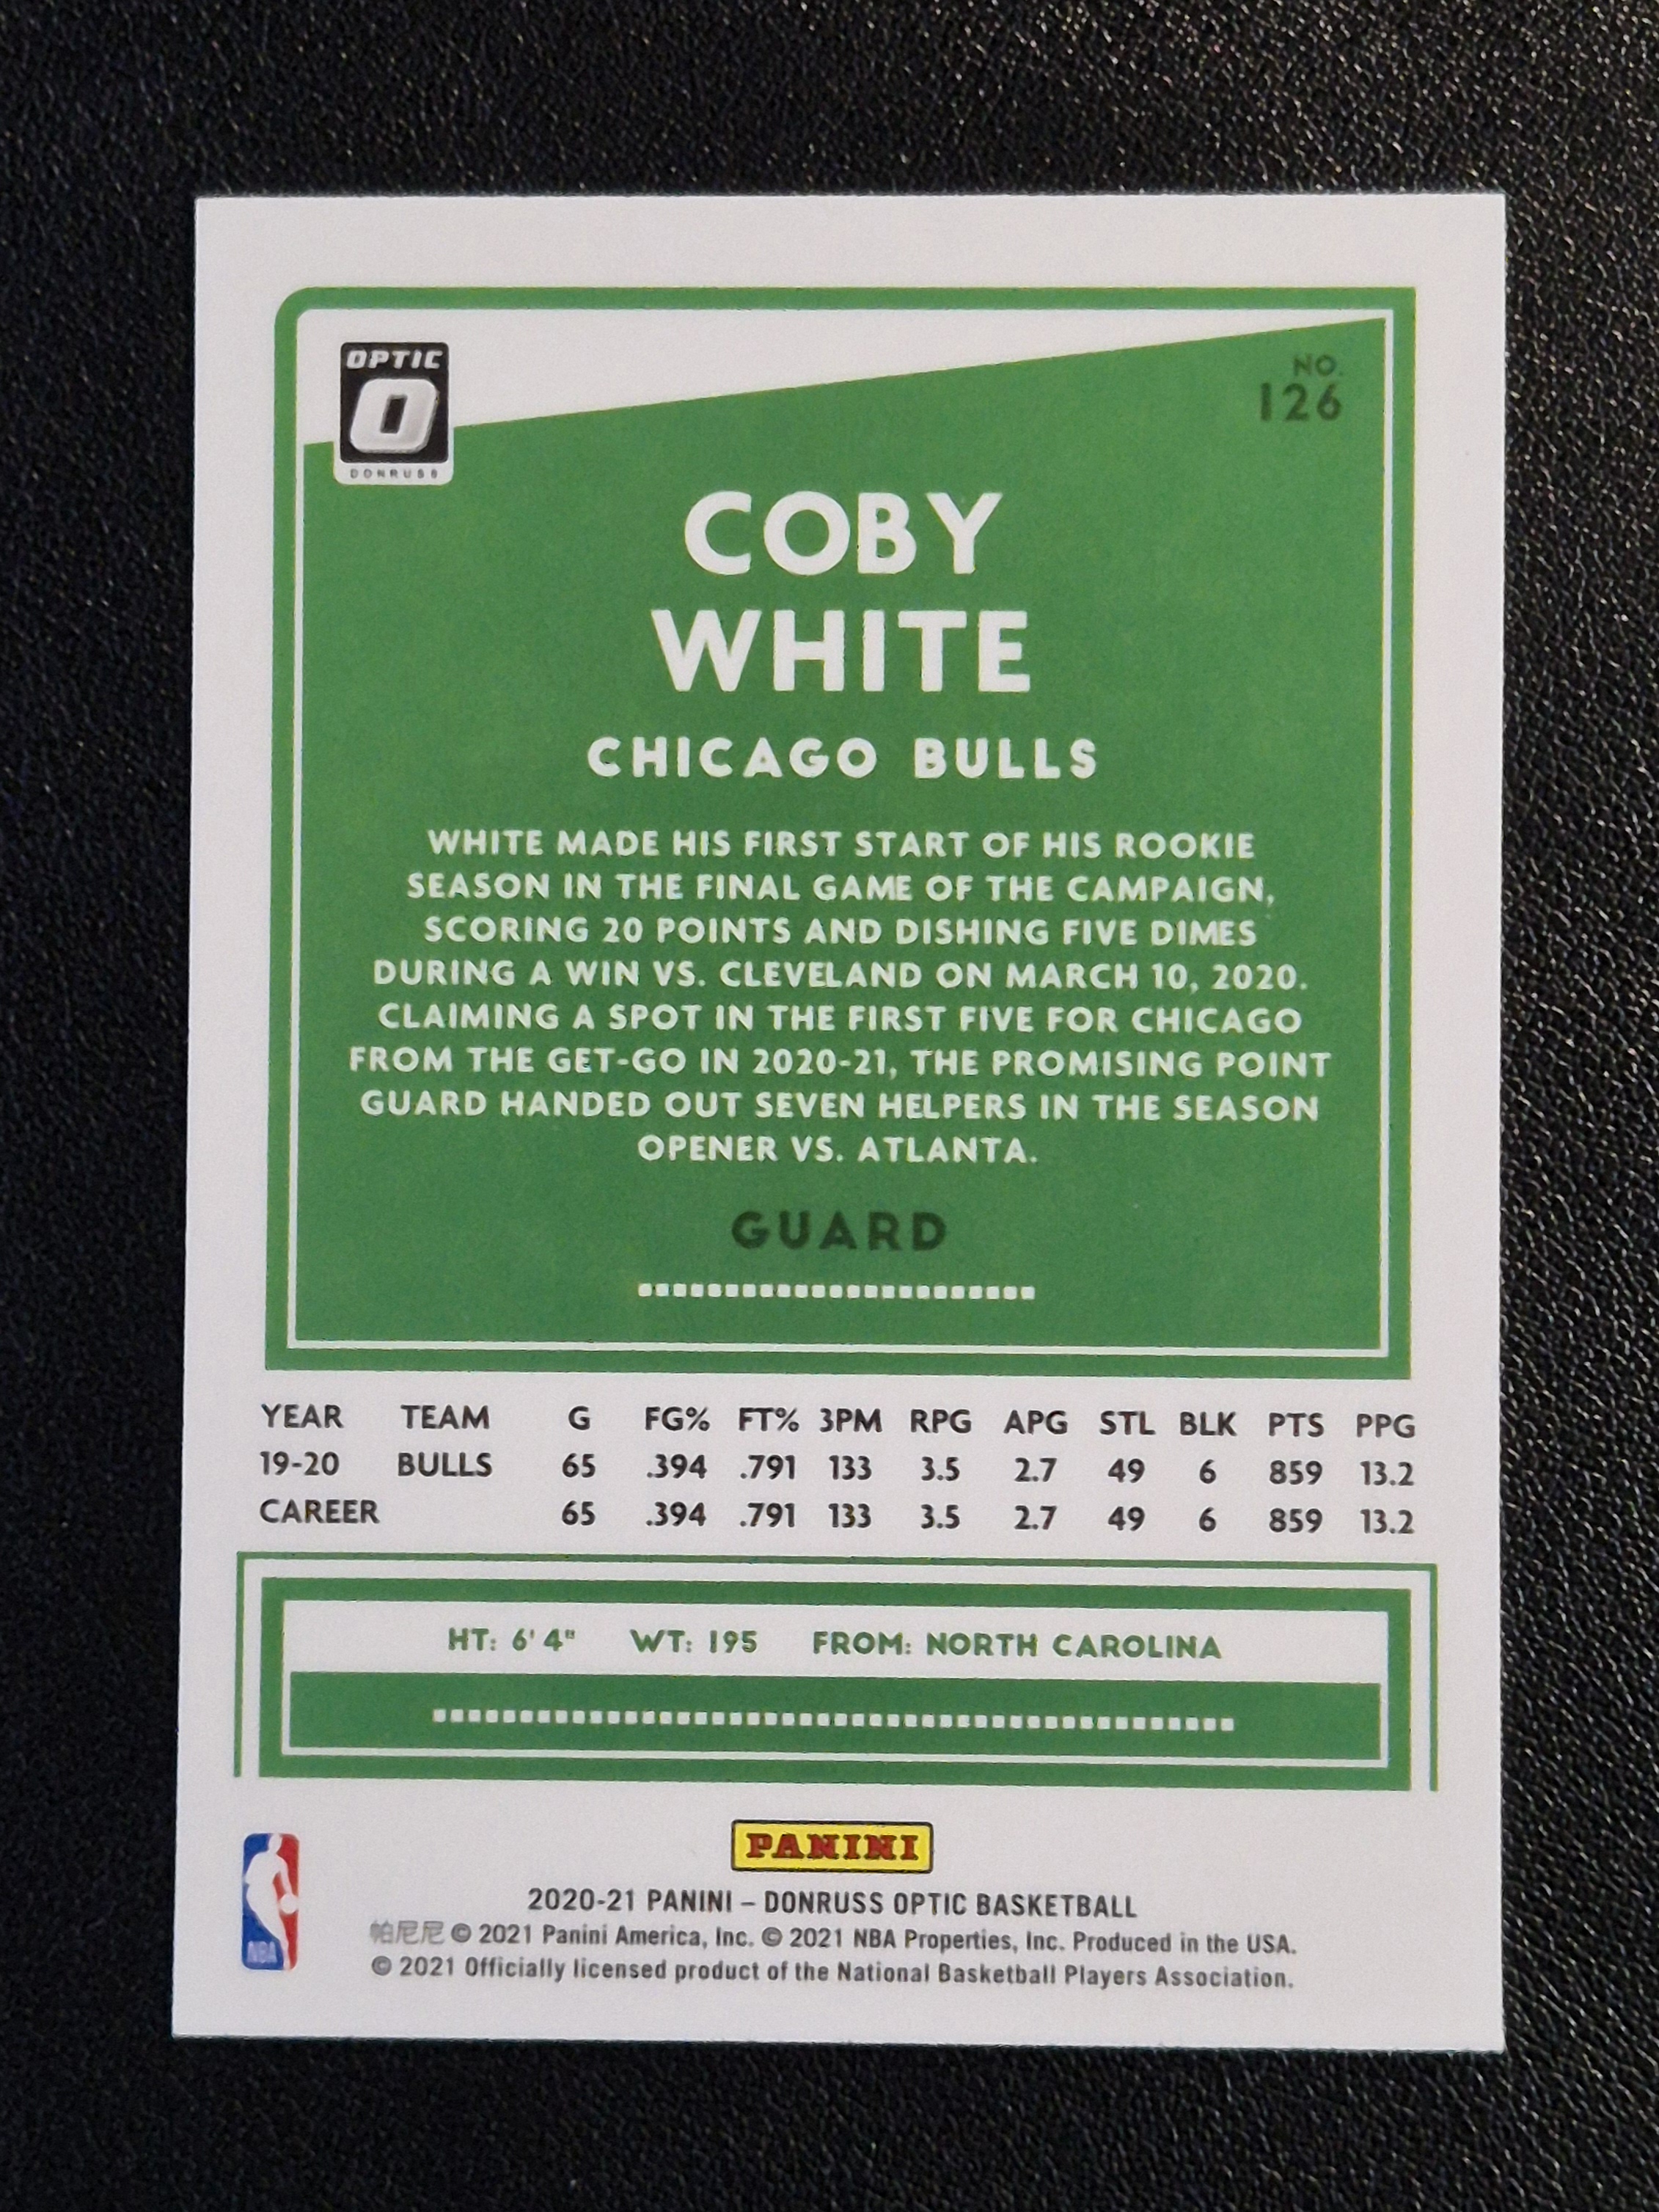 OPTIC
O
DONRUSS
NO.
126
COBY
WHITE
CHICAGO BULLS
WHITE MADE HIS FIRST START OF HIS ROOKIE
SEASON IN THE FINAL GAME OF THE CAMPAIGN,
SCORING 20 POINTS AND DISHING FIVE DIMES
DURING A WIN VS. CLEVELAND ON MARCH 10, 2020.
CLAIMING A SPOT IN THE FIRST FIVE FOR CHICAGO
FROM THE GET-GO IN 2020-21, THE PROMISING POINT
GUARD HANDED OUT SEVEN HELPERS IN THE SEASON
OPENER VS. ATLANTA.
GUARD
YEAR TEAM G FG% FT% 3PM RPG APG STL BLK PTS PPG
19-20 BULLS 65 .394 .791 133 3.5 2.7 49 6 859 13.2
CAREER 65 .394 .791 133 3.5 2.7 49 6 859 13.2
HT: 6' 4" WT: 195 FROM: NORTH CAROLINA
PANINI
2020-21 PANINI – DONRUSS OPTIC BASKETBALL
帕尼尼 © 2021 Panini America, Inc. © 2021 NBA Properties, Inc. Produced in the USA.
© 2021 Officially licensed product of the National Basketball Players Association.
NBA